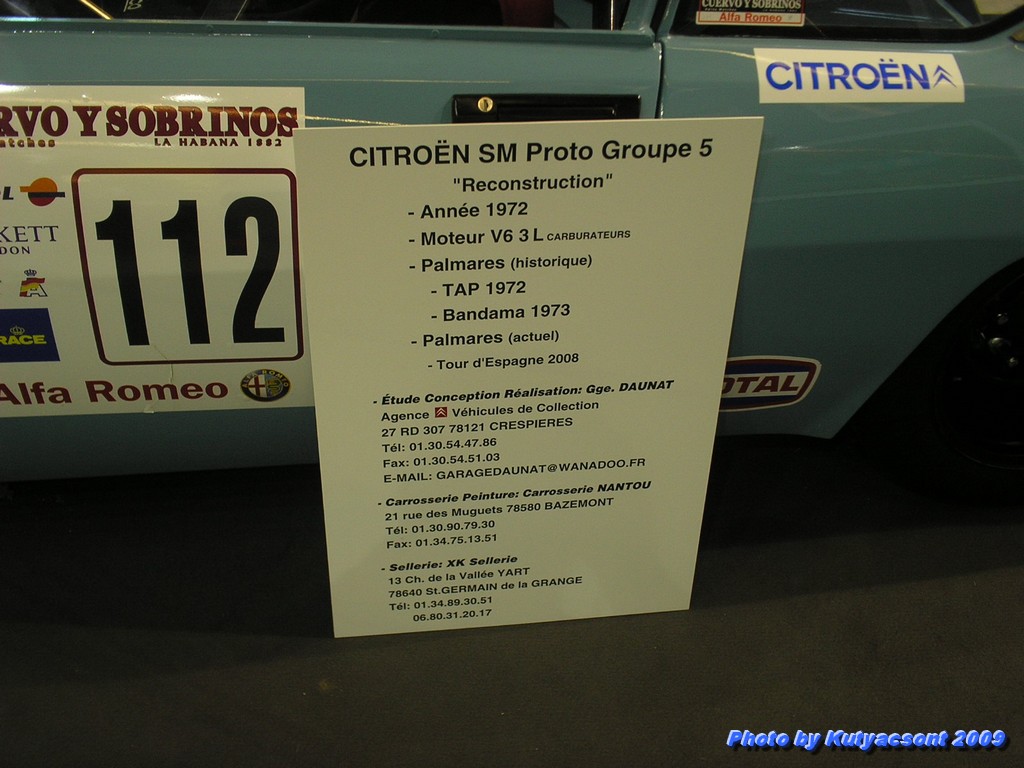 CUERVO Y SOBRINOS
Alfa Romeo
CITROËN
RVO Y SOBRINOS
LA HABANA 1882
112
KETT
DON
RACE
Alfa Romeo
OTAL
CITROËN SM Proto Groupe 5
"Reconstruction"
- Année 1972
- Moteur V6 3 L CARBURATEURS
- Palmares (historique)
- TAP 1972
- Bandama 1973
- Palmares (actuel)
- Tour d'Espagne 2008
- Étude Conception Réalisation: Gge. DAUNAT
Agence Véhicules de Collection
27 RD 307 78121 CRESPIERES
Tél: 01.30.54.47.86
Fax: 01.30.54.51.03
E-MAIL: GARAGEDAUNAT@WANADOO.FR
- Carrosserie Peinture: Carrosserie NANTOU
21 rue des Muguets 78580 BAZEMONT
Tél: 01.30.90.79.30
Fax: 01.34.75.13.51
- Sellerie: XK Sellerie
13 Ch. de la Vallée YART
78640 St.GERMAIN de la GRANGE
Tél: 01.34.89.30.51
06.80.31.20.17
Photo by Kutyacsont 2009